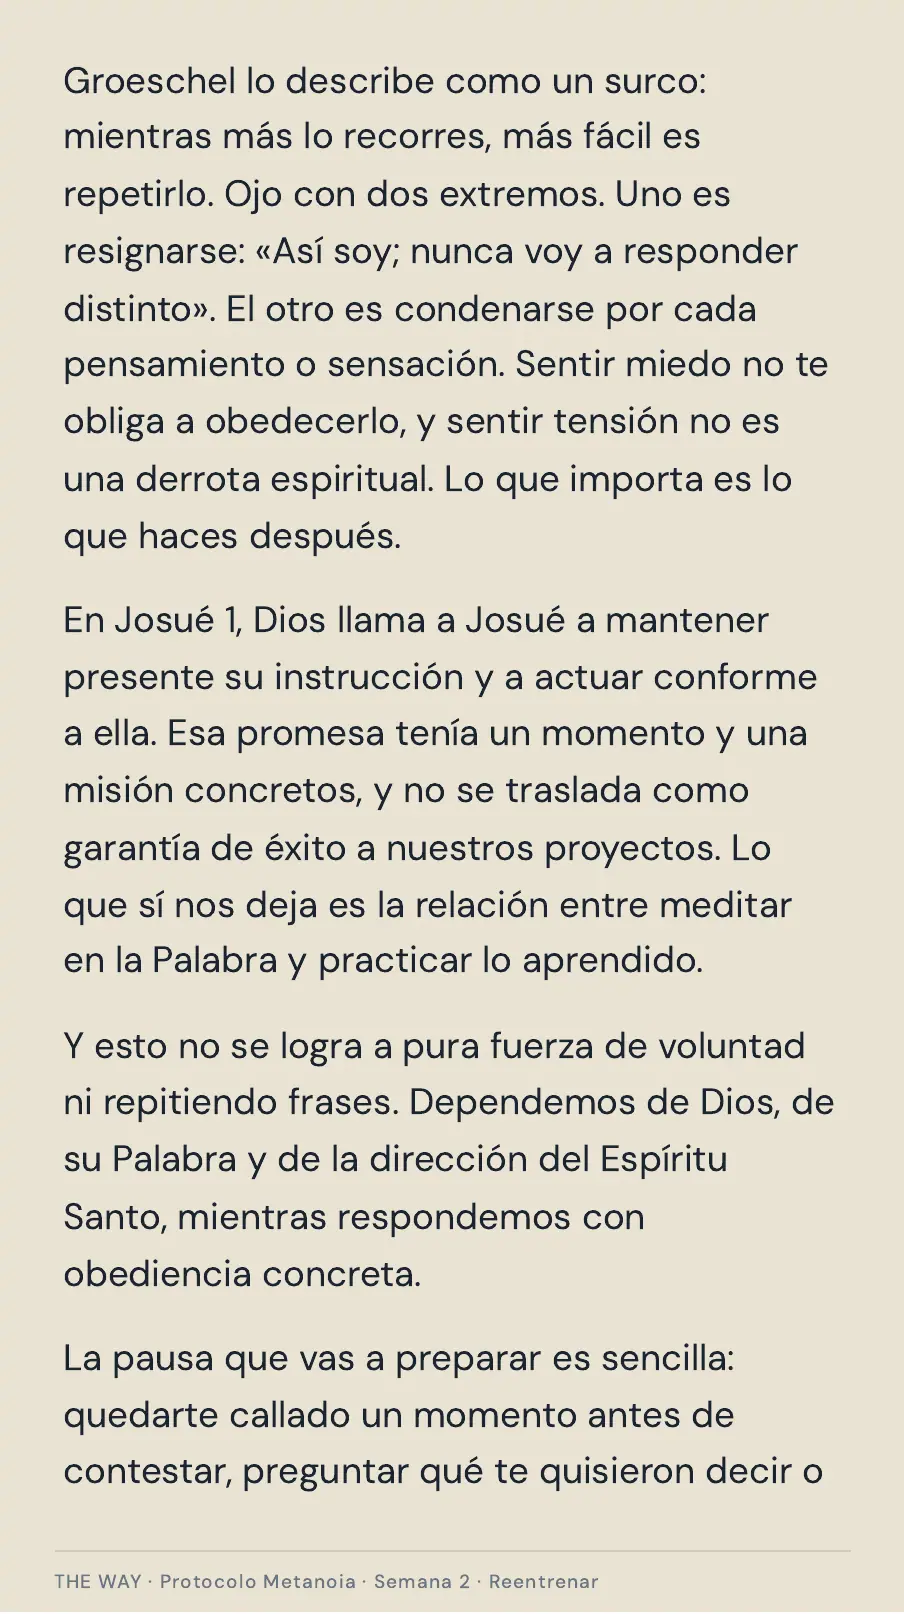 Groeschel lo describe como un surco:
mientras más lo recorres, más fácil es
repetirlo. Ojo con dos extremos. Uno es
resignarse: «Así soy; nunca voy a responder
distinto». El otro es condenarse por cada
pensamiento o sensación. Sentir miedo no te
obliga a obedecerlo, y sentir tensión no es
una derrota espiritual. Lo que importa es lo
que haces después.
En Josué 1, Dios llama a Josué a mantener
presente su instrucción y a actuar conforme
a ella. Esa promesa tenía un momento y una
misión concretos, y no se traslada como
garantía de éxito a nuestros proyectos. Lo
que sí nos deja es la relación entre meditar
en la Palabra y practicar lo aprendido.
Y esto no se logra a pura fuerza de voluntad
ni repitiendo frases. Dependemos de Dios, de
su Palabra y de la dirección del Espíritu
Santo, mientras respondemos con
obediencia concreta.
La pausa que vas a preparar es sencilla:
quedarte callado un momento antes de
contestar, preguntar qué te quisieron decir o
THE WAY · Protocolo Metanoia · Semana 2 · Reentrenar